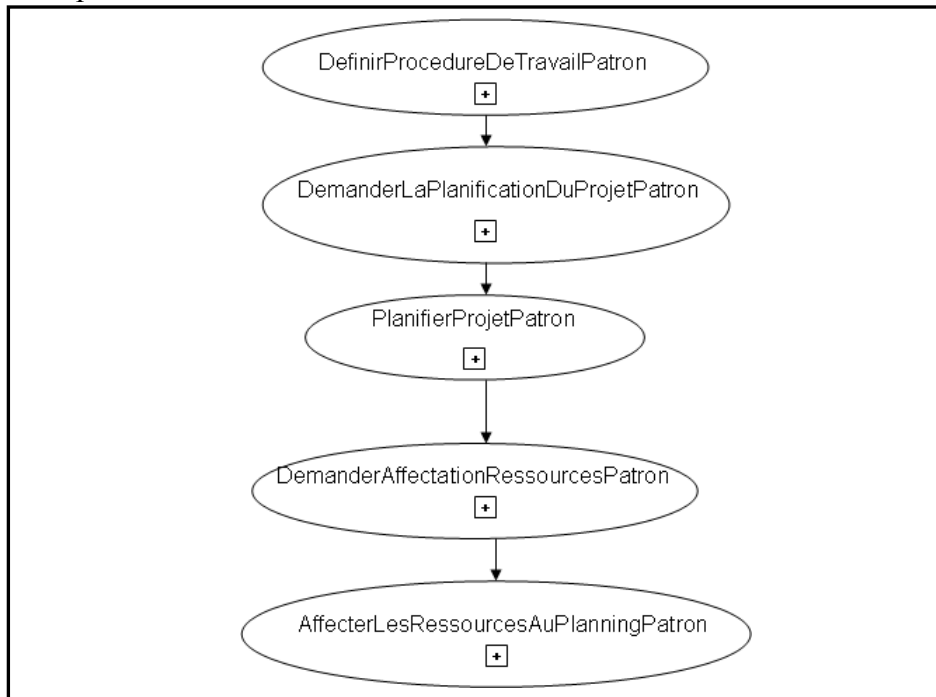 DefinirProcedureDeTravailPatron
+
DemanderLaPlanificationDuProjetPatron
+
PlanifierProjetPatron
+
DemanderAffectationRessourcesPatron
+
AffecterLesRessourcesAuPlanningPatron
+